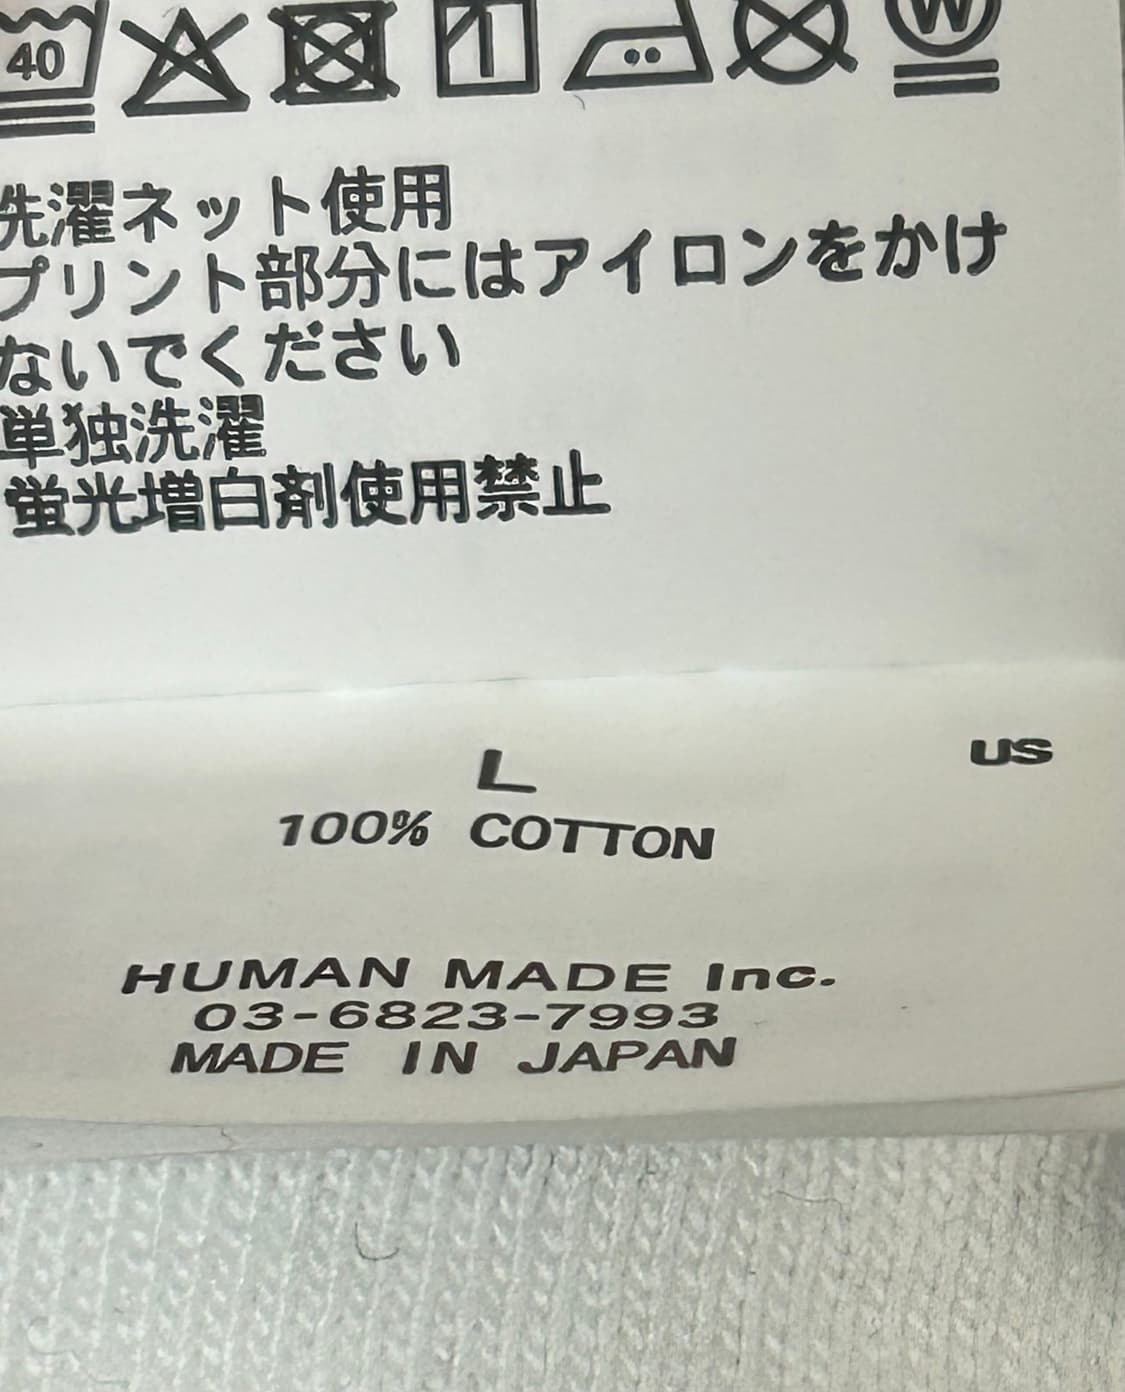 40
W
洗濯ネット使用
プリント部分にはアイロンをかけ
ないでください
単独洗濯
蛍光増白剤使用禁止
L
US
100% COTTON
HUMAN MADE Inc.
03-6823-7993
MADE IN JAPAN